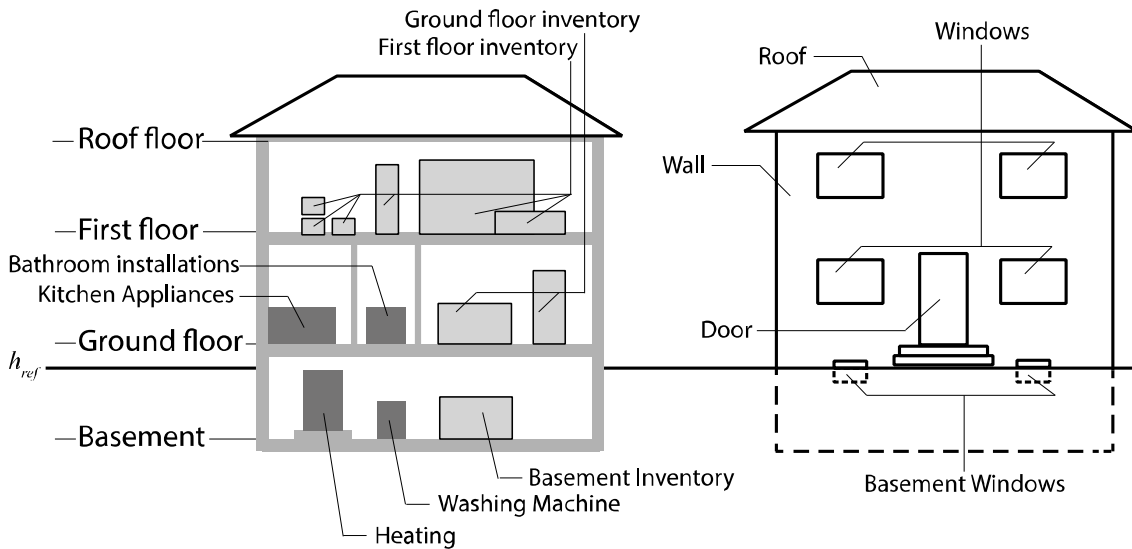 Ground floor inventory
First floor inventory
Roof floor
First floor
Bathroom installations
Kitchen Appliances
Ground floor
h_ref
Basement
Basement Inventory
Washing Machine
Heating
Windows
Roof
Wall
Door
Basement Windows